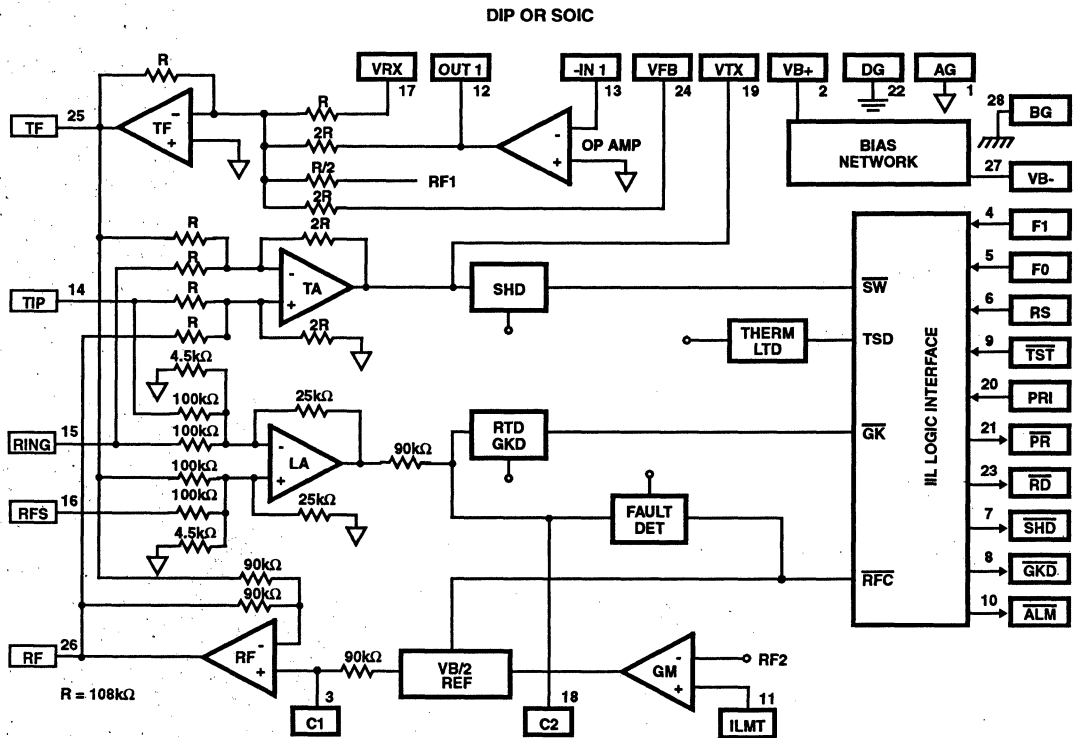 DIP OR SOIC
R
VRX
OUT 1
-IN 1
VFB
VTX
VB+
DG
AG
17
12
13
24
19
2
22
1
28
BG
TF
25
TF
-
+
R
2R
R/2
RF1
2R
-
+
OP AMP
BIAS
NETWORK
27
VB-
R
2R
R
TIP
14
R
-
+
TA
R
2R
SHD
THERM
LTD
4.5kΩ
100kΩ
25kΩ
RING
15
100kΩ
-
+
LA
90kΩ
RTD
GKD
100kΩ
RFS
16
100kΩ
25kΩ
4.5kΩ
FAULT
DET
SW
TSD
GK
RFC
IIL LOGIC INTERFACE
4
F1
5
F0
6
RS
9
TST
20
PRI
21
PR
23
RD
7
SHD
8
GKD
10
ALM
90kΩ
90kΩ
RF
26
RF
-
+
90kΩ
VB/2
REF
GM
-
+
RF2
R = 108kΩ
3
C1
18
C2
11
ILMT